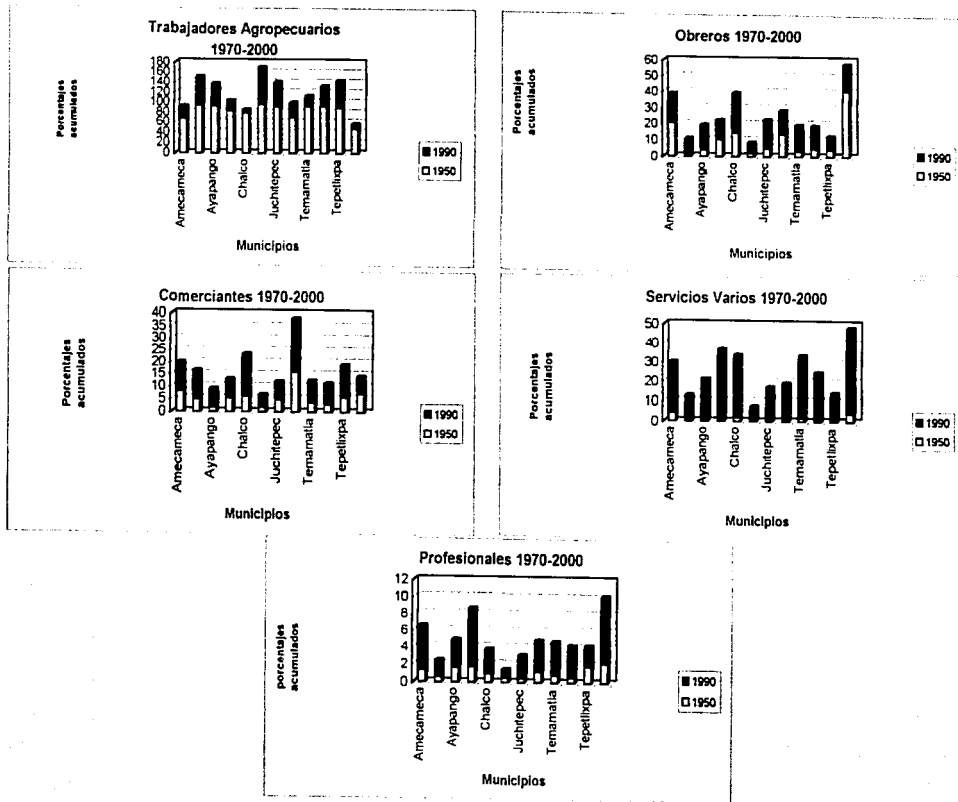 Trabajadores Agropecuarios
1970-2000
Porcentajes
acumulados
180
160
140
120
100
80
60
40
20
0
Amecameca
Ayapango
Chalco
Juchitepec
Temamatla
Tepetlixpa
1990
1950
Municipios
Obreros 1970-2000
Porcentajes
acumulados
60
50
40
30
20
10
0
Amecameca
Ayapango
Chalco
Juchitepec
Temamatla
Tepetlixpa
1990
1950
Municipios
Comerciantes 1970-2000
Porcentajes
acumulados
40
35
30
25
20
15
10
5
0
Amecameca
Ayapango
Chalco
Juchitepec
Temamatla
Tepetlixpa
1990
1950
Municipios
Servicios Varios 1970-2000
Porcentajes
acumulados
50
40
30
20
10
0
Amecameca
Ayapango
Chalco
Juchitepec
Temamatla
Tepetlixpa
1990
1950
Municipios
Profesionales 1970-2000
porcentajes
acumulados
12
10
8
6
4
2
0
Amecameca
Ayapango
Chalco
Juchitepec
Temamatla
Tepetlixpa
1990
1950
Municipios